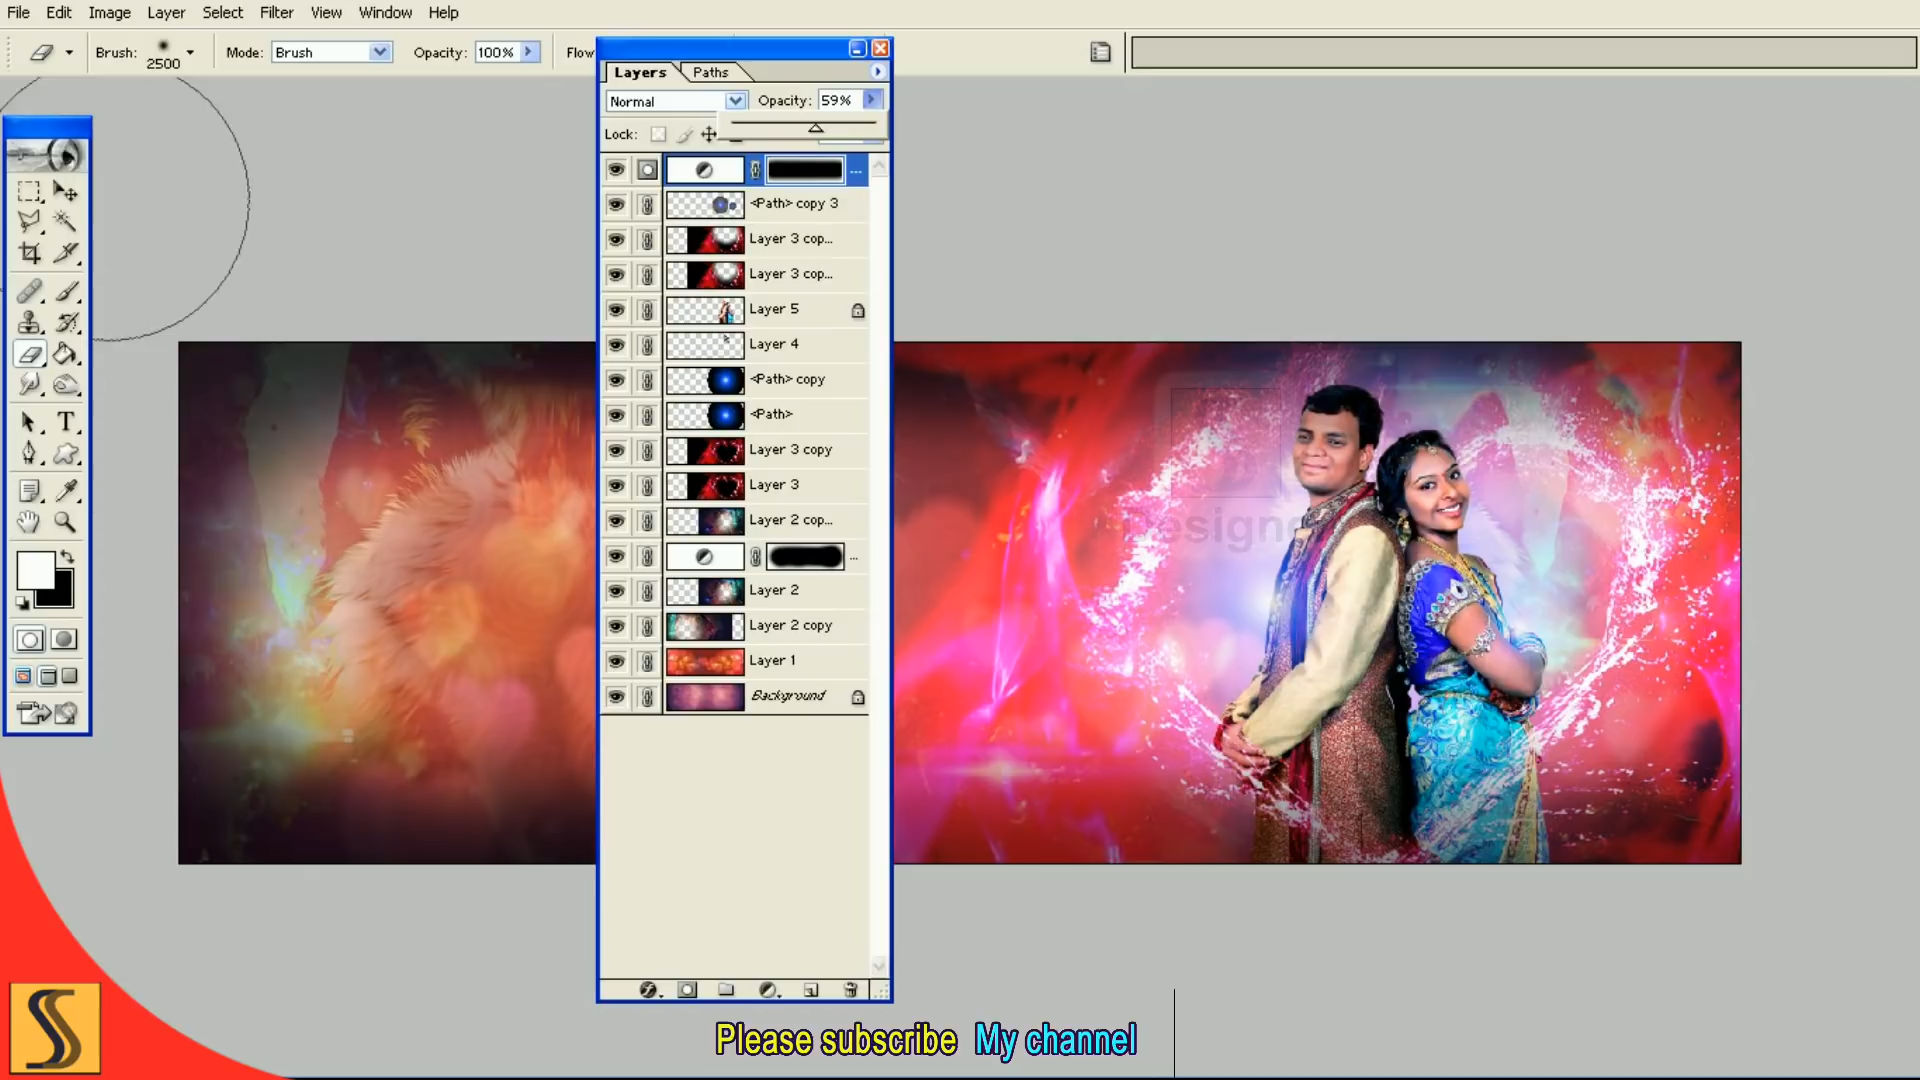 File Edit Image Layer Select Filter View Window Help
Brush: 2500 Mode: Brush Opacity: 100% Flow
Layers Paths
Normal Opacity: 59%
Lock:
...
<Path> copy 3
Layer 3 cop...
Layer 3 cop...
Layer 5
Layer 4
<Path> copy
<Path>
Layer 3 copy
Layer 3
Layer 2 cop...
...
Layer 2
Layer 2 copy
Layer 1
Background
Please subscribe My channel